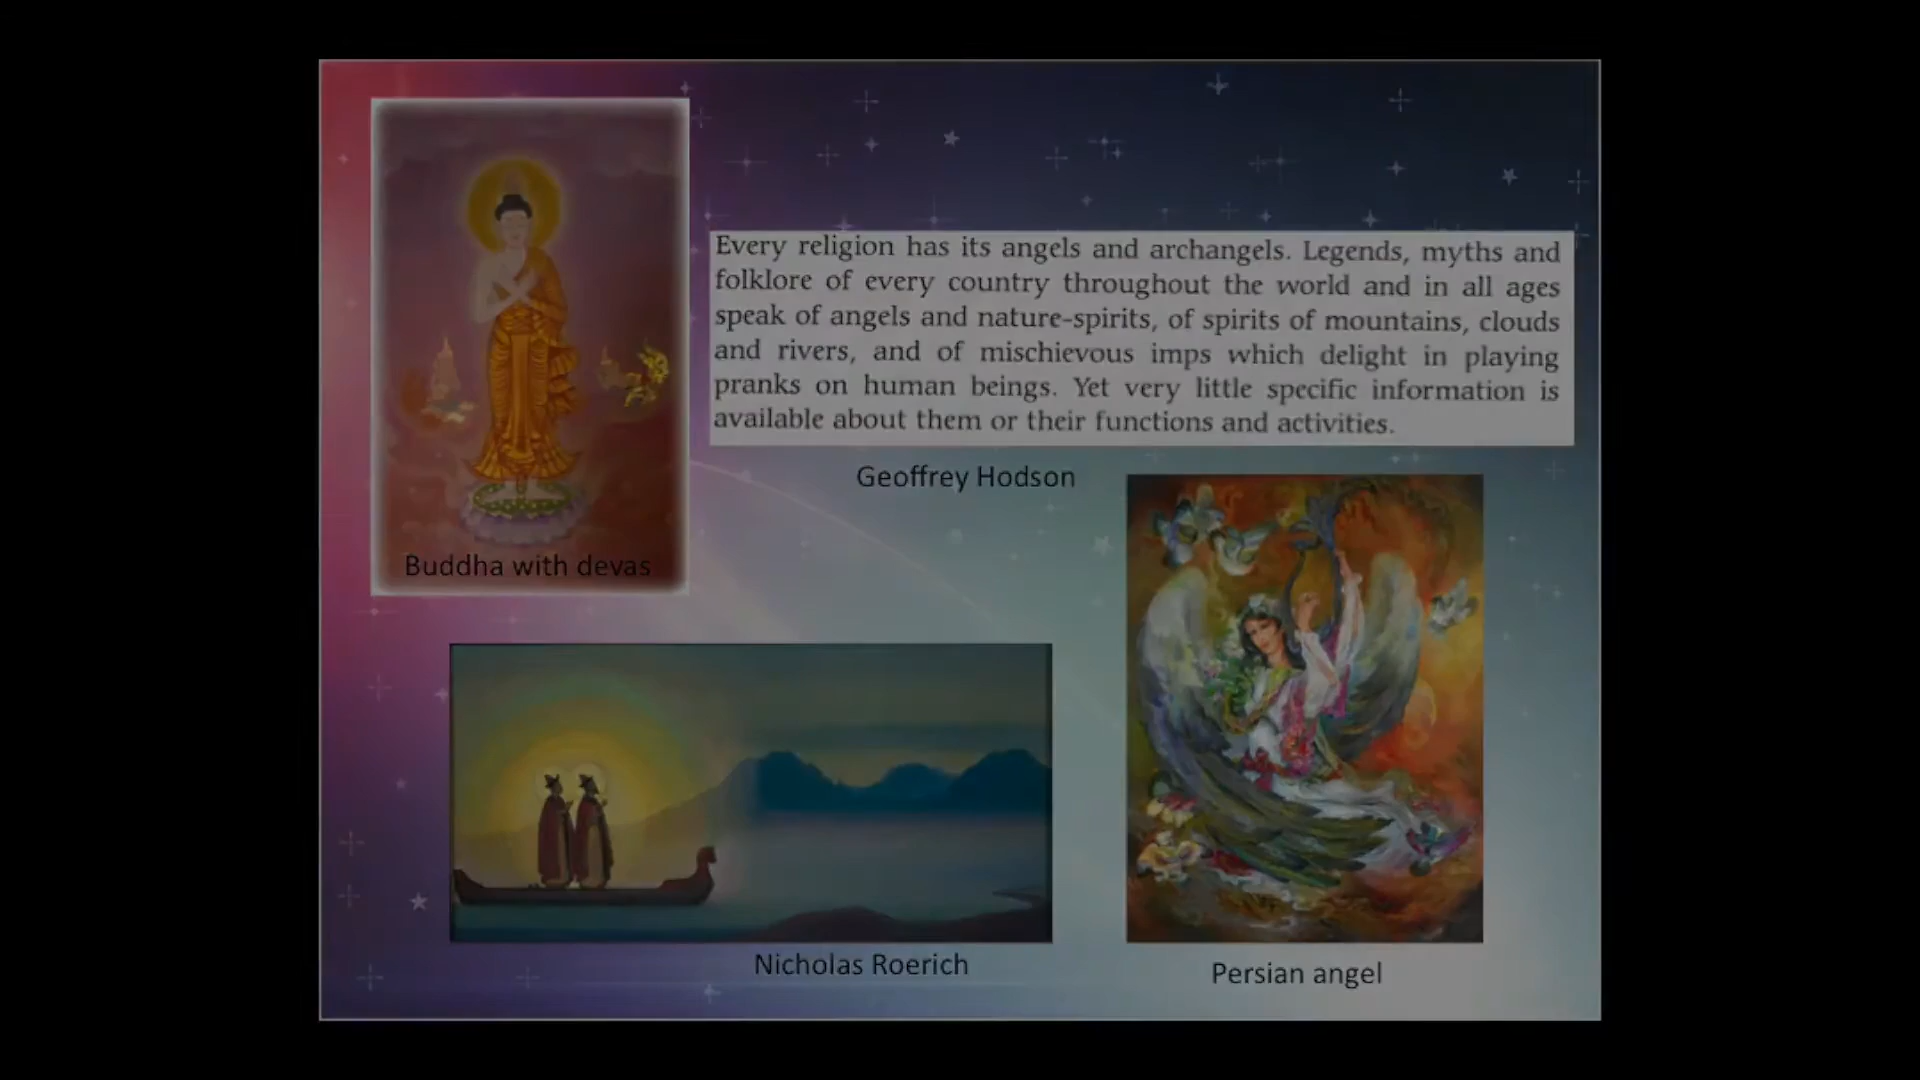 Every religion has its angels and archangels. Legends, myths and
folklore of every country throughout the world and in all ages
speak of angels and nature-spirits, of spirits of mountains, clouds
and rivers, and of mischievous imps which delight in playing
pranks on human beings. Yet very little specific information is
available about them or their functions and activities.
Geoffrey Hodson
Buddha with devas
Nicholas Roerich
Persian angel